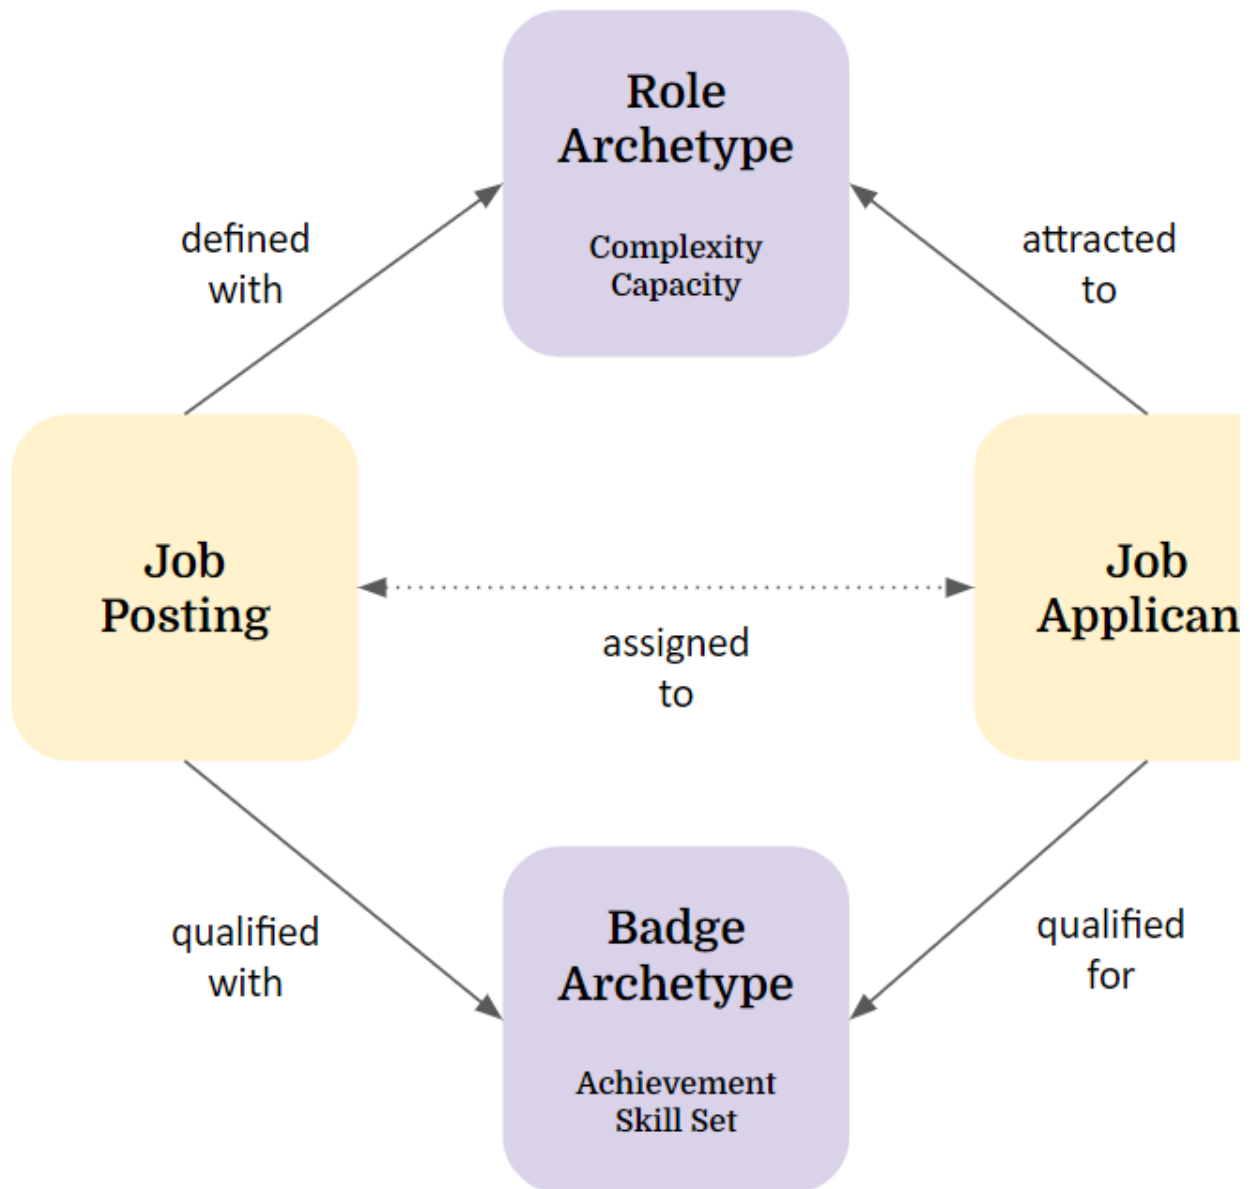 Role
Archetype
Complexity
Capacity
defined
with
attracted
to
Job
Posting
Job
Applican
assigned
to
qualified
with
qualified
for
Badge
Archetype
Achievement
Skill Set